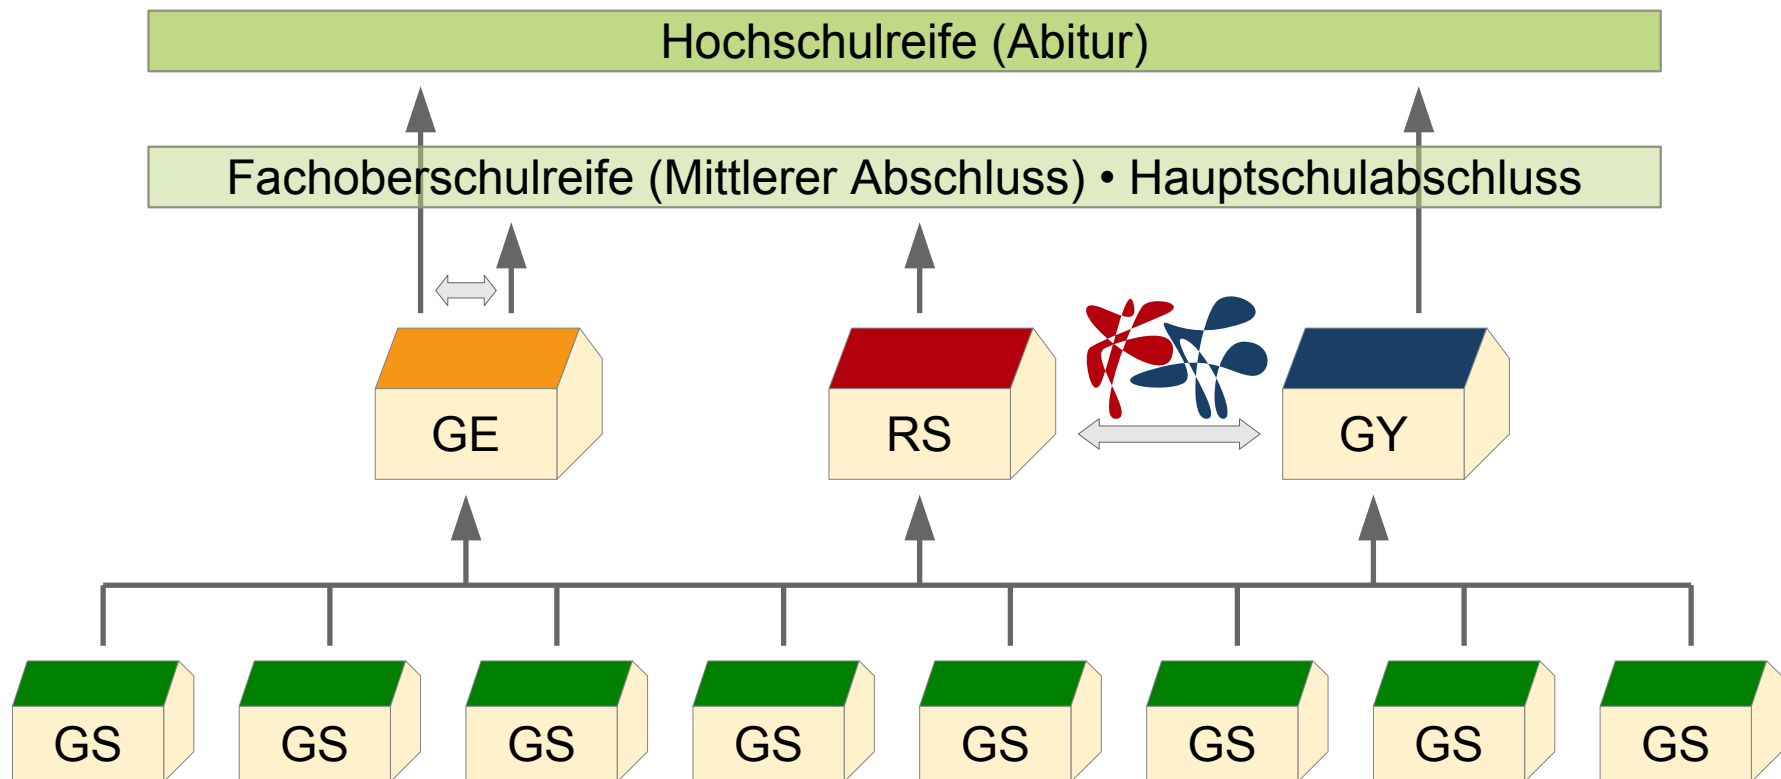 Hochschulreife (Abitur)
Fachoberschulreife (Mittlerer Abschluss) • Hauptschulabschluss
GE RS GY
GS GS GS GS GS GS GS GS